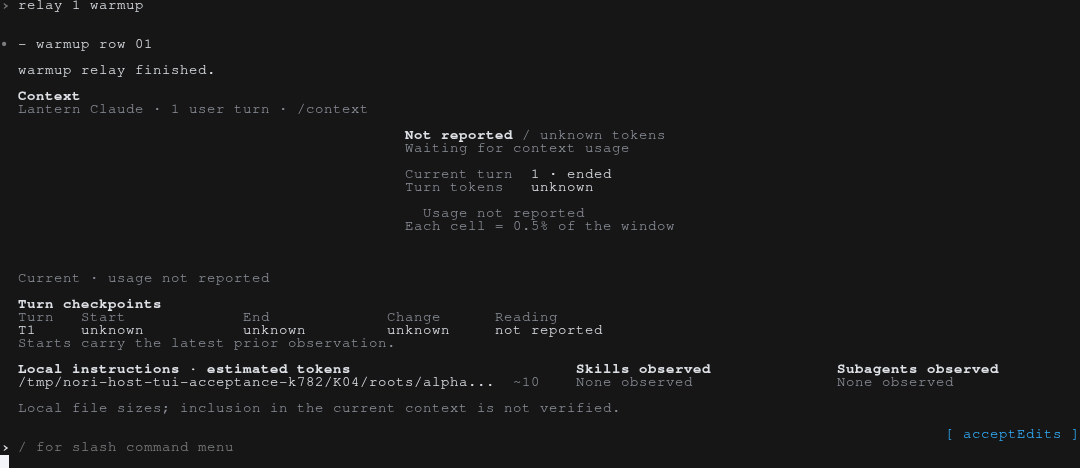 › relay 1 warmup
• – warmup row 01
warmup relay finished.
Context
Lantern Claude · 1 user turn · /context
Not reported / unknown tokens
Waiting for context usage
Current turn 1 · ended
Turn tokens unknown
Usage not reported
Each cell = 0.5% of the window
Current · usage not reported
Turn checkpoints
Turn Start End Change Reading
T1 unknown unknown unknown not reported
Starts carry the latest prior observation.
Local instructions · estimated tokens Skills observed Subagents observed
/tmp/nori-host-tui-acceptance-k782/K04/roots/alpha... ~10 None observed None observed
Local file sizes; inclusion in the current context is not verified.
[ acceptEdits ]
› / for slash command menu